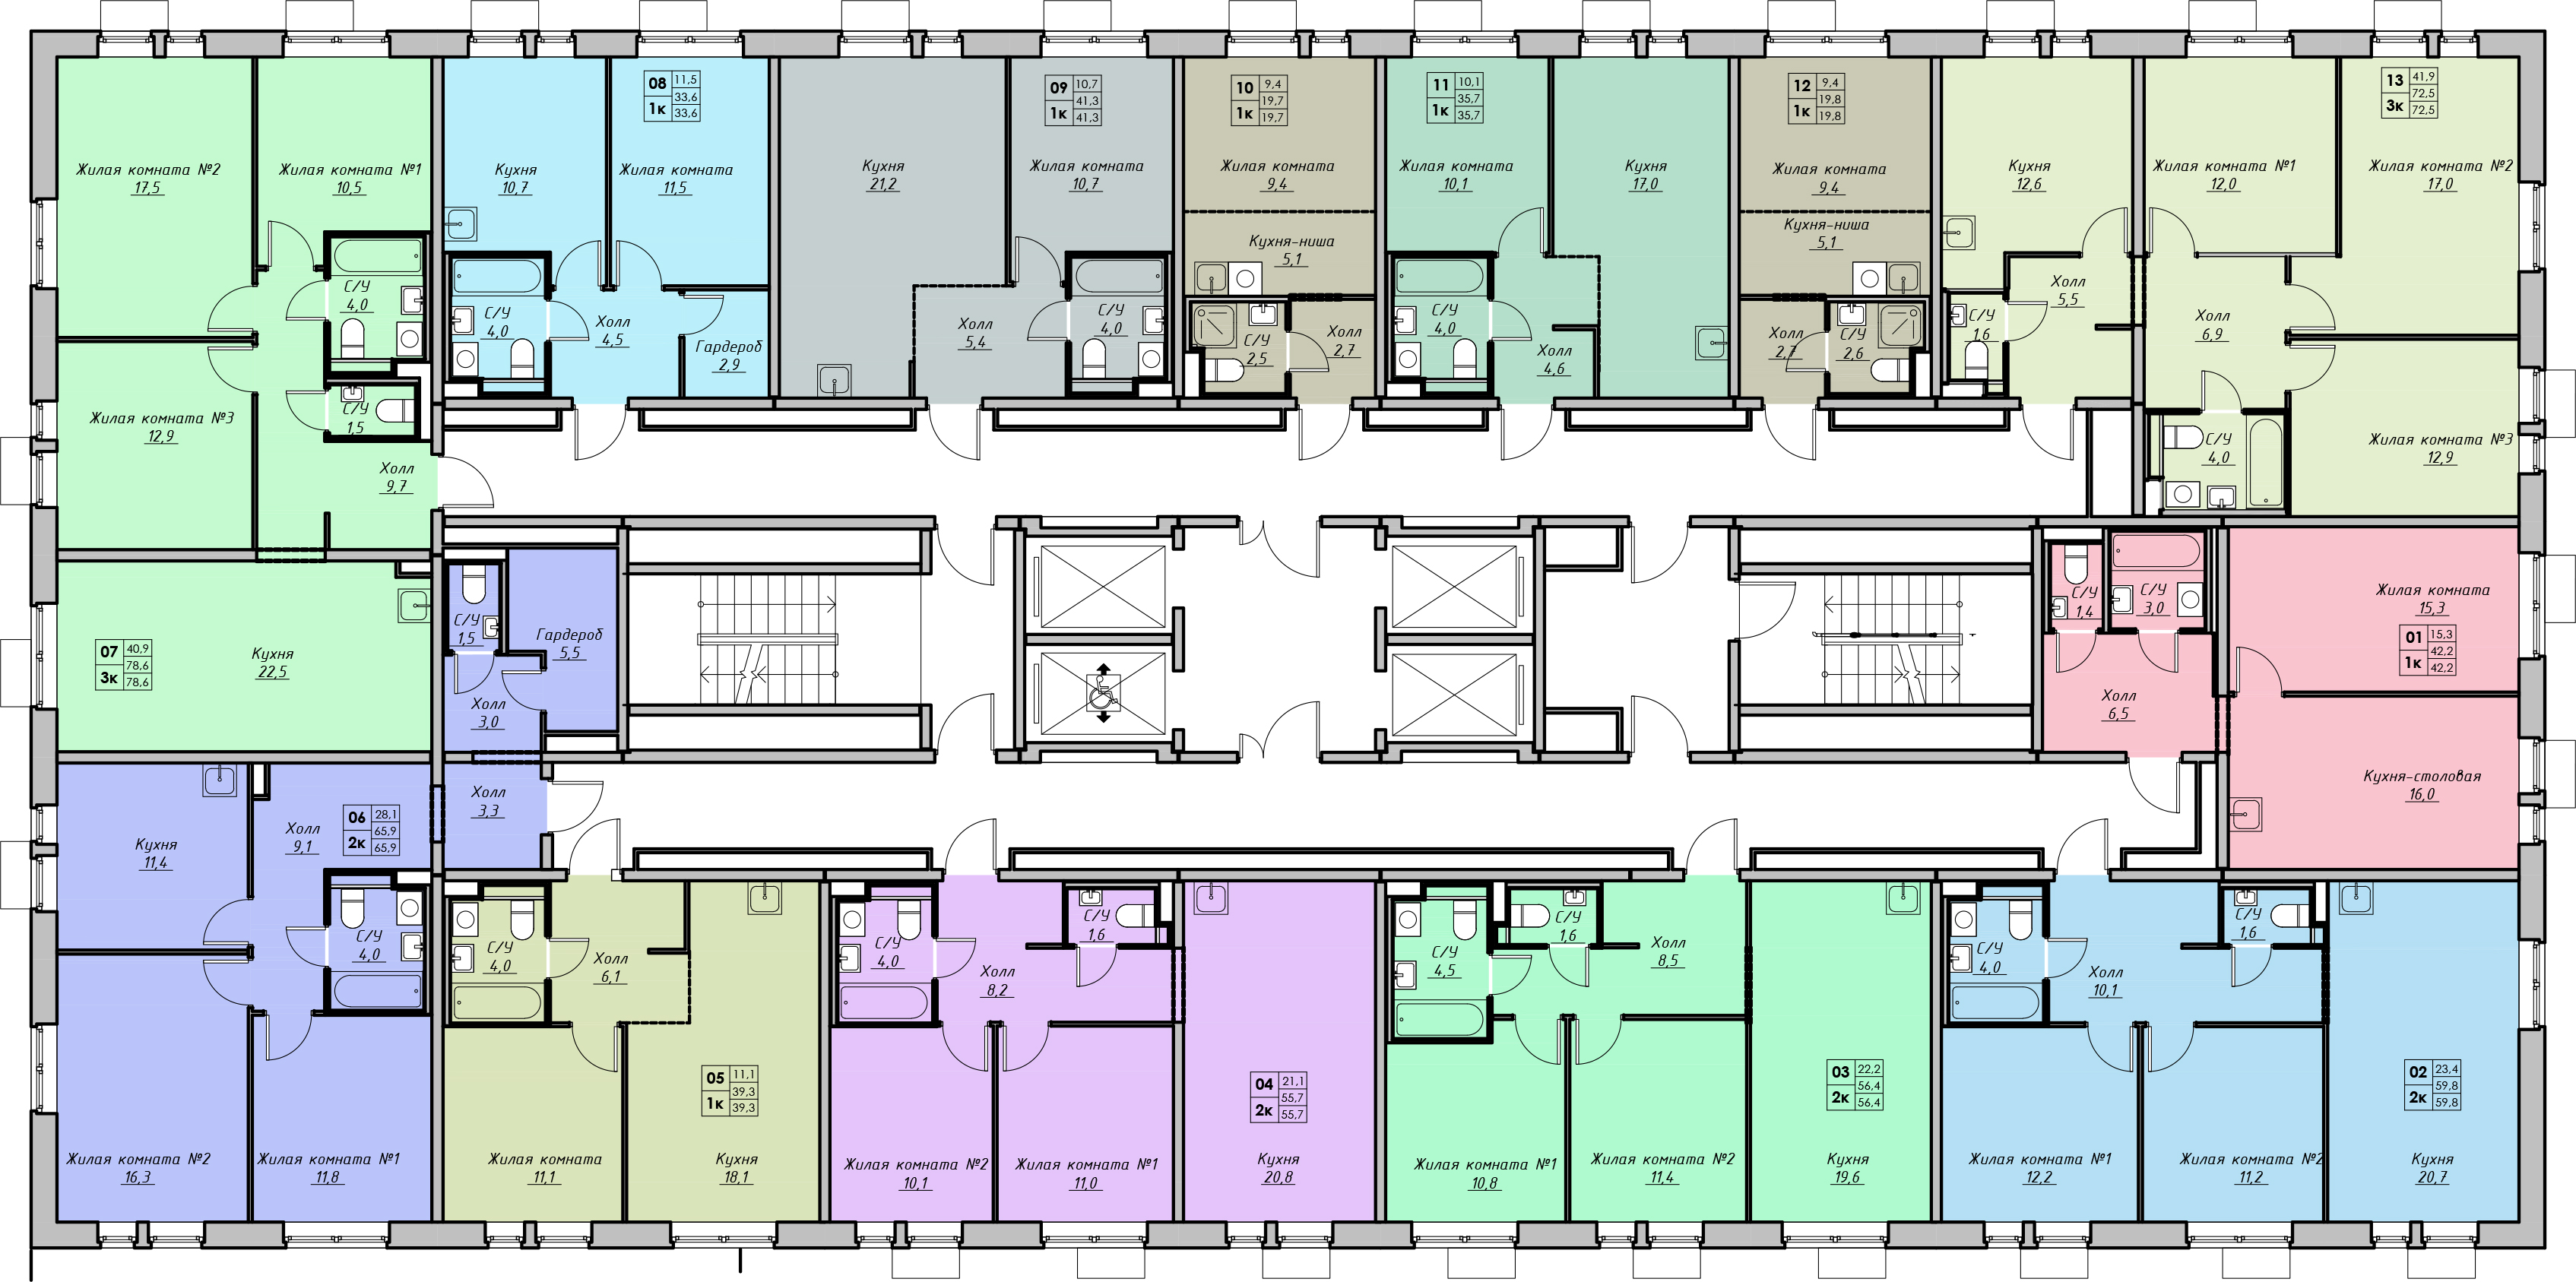 Жилая комната №2
17,5
Жилая комната №1
10,5
С/У
4,0
Жилая комната №3
12,9
С/У
1,5
Холл
9,7
07 40,9
3к 78,6
78,6
Кухня
22,5
Кухня
10,7
08 11,5
1к 33,6
33,6
Жилая комната
11,5
С/У
4,0
Холл
4,5
Гардероб
2,9
Кухня
21,2
09 10,7
1к 41,3
41,3
Жилая комната
10,7
Холл
5,4
С/У
4,0
10 9,4
1к 19,7
19,7
Жилая комната
9,4
Кухня-ниша
5,1
С/У
2,5
Холл
2,7
11 10,1
1к 35,7
35,7
Жилая комната
10,1
Кухня
17,0
С/У
4,0
Холл
4,6
12 9,4
1к 19,8
19,8
Жилая комната
9,4
Кухня-ниша
5,1
Холл
2,7
С/У
2,6
Кухня
12,6
Холл
5,5
С/У
1,6
Жилая комната №1
12,0
13 41,9
3к 72,5
72,5
Жилая комната №2
17,0
Холл
6,9
С/У
4,0
Жилая комната №3
12,9
С/У
1,5
Гардероб
5,5
Холл
3,0
Холл
3,3
С/У
1,4
С/У
3,0
Холл
6,5
Жилая комната
15,3
01 15,3
1к 42,2
42,2
Кухня-столовая
16,0
Кухня
11,4
Холл
9,1
06 28,1
2к 65,9
65,9
С/У
4,0
Жилая комната №2
16,3
Жилая комната №1
11,8
С/У
4,0
Холл
6,1
05 11,1
1к 39,3
39,3
Жилая комната
11,1
Кухня
18,1
С/У
4,0
Холл
8,2
С/У
1,6
Жилая комната №2
10,1
Жилая комната №1
11,0
04 21,1
2к 55,7
55,7
Кухня
20,8
С/У
4,5
С/У
1,6
Холл
8,5
Жилая комната №1
10,8
Жилая комната №2
11,4
03 22,2
2к 56,4
56,4
Кухня
19,6
С/У
4,0
Холл
10,1
С/У
1,6
Жилая комната №1
12,2
Жилая комната №2
11,2
02 23,4
2к 59,8
59,8
Кухня
20,7